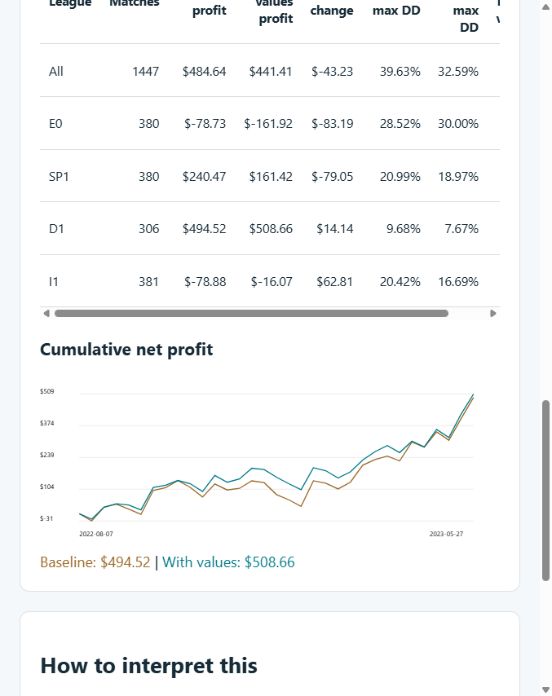 League Matches values
profit profit change max DD max
DD
All 1447 $484.64 $441.41 $-43.23 39.63% 32.59%
E0 380 $-78.73 $-161.92 $-83.19 28.52% 30.00%
SP1 380 $240.47 $161.42 $-79.05 20.99% 18.97%
D1 306 $494.52 $508.66 $14.14 9.68% 7.67%
I1 381 $-78.88 $-16.07 $62.81 20.42% 16.69%
Cumulative net profit
$509
$374
$239
$104
$-31
2022-08-07 2023-05-27
Baseline: $494.52 | With values: $508.66
How to interpret this